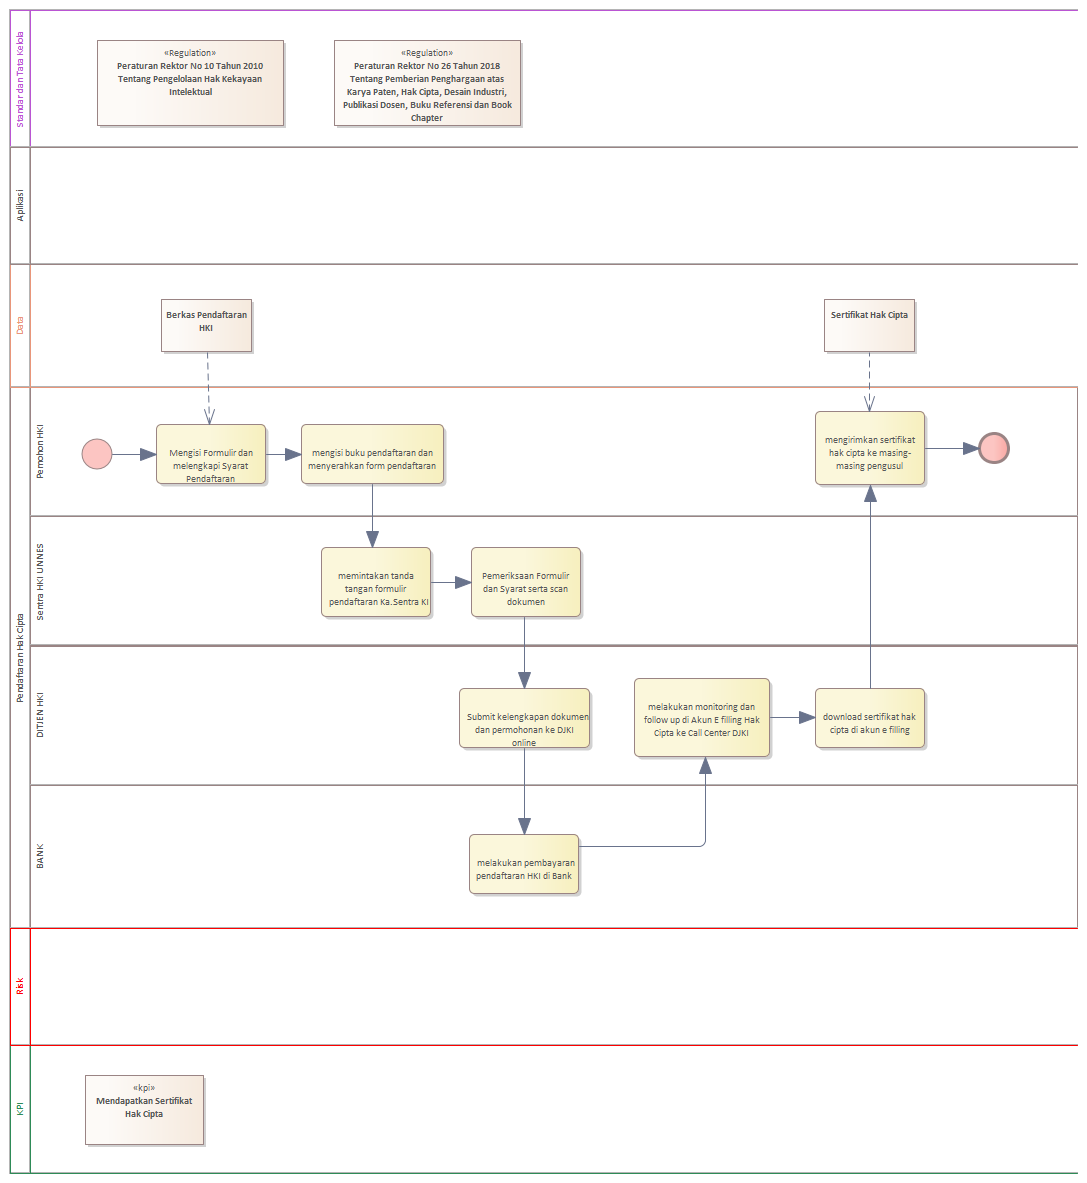 Standar dan Tata Kelola
«Regulation»
Peraturan Rektor No 10 Tahun 2010
Tentang Pengelolaan Hak Kekayaan
Intelektual
«Regulation»
Peraturan Rektor No 26 Tahun 2018
Tentang Pemberian Penghargaan atas
Karya Paten, Hak Cipta, Desain Industri,
Publikasi Dosen, Buku Referensi dan Book
Chapter
Aplikasi
Data
Berkas Pendaftaran
HKI
Sertifikat Hak Cipta
Pendaftaran Hak Cipta
Pemohon HKI
Mengisi Formulir dan
melengkapi Syarat
Pendaftaran
mengisi buku pendaftaran dan
menyerahkan form pendaftaran
mengirimkan sertifikat
hak cipta ke masing-
masing pengusul
Sentra HKI UNNES
memintakan tanda
tangan formulir
pendaftaran Ka.Sentra KI
Pemeriksaan Formulir
dan Syarat serta scan
dokumen
DITJEN HKI
Submit kelengkapan dokumen
dan permohonan ke DJKI
online
melakukan monitoring dan
follow up di Akun E filling Hak
Cipta ke Call Center DJKI
download sertifikat hak
cipta di akun e filling
BANK
melakukan pembayaran
pendaftaran HKI di Bank
Risk
KPI
«kpi»
Mendapatkan Sertifikat
Hak Cipta